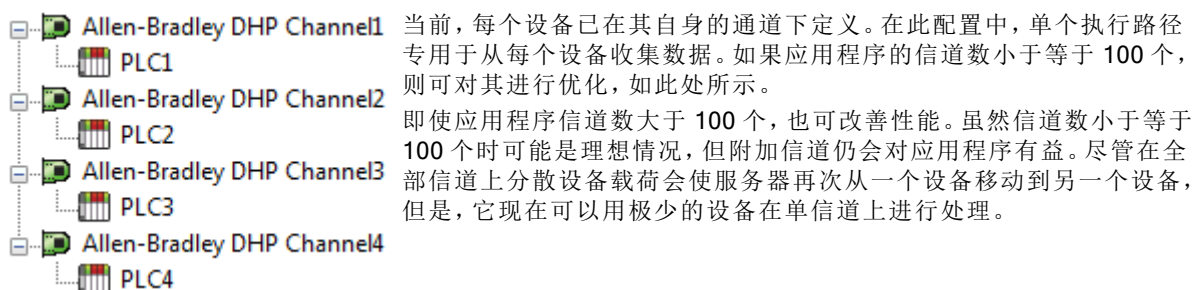 Allen-Bradley DHP Channel1
PLC1
Allen-Bradley DHP Channel2
PLC2
Allen-Bradley DHP Channel3
PLC3
Allen-Bradley DHP Channel4
PLC4
当前，每个设备已在其自身的通道下定义。在此配置中，单个执行路径
专用于从每个设备收集数据。如果应用程序的信道数小于等于 100 个，
则可对其进行优化，如此处所示。
即使应用程序信道数大于 100 个，也可改善性能。虽然信道数小于等于
100 个时可能是理想情况，但附加信道仍会对应用程序有益。尽管在全
部信道上分散设备载荷会使服务器再次从一个设备移动到另一个设备，
但是，它现在可以用极少的设备在单信道上进行处理。